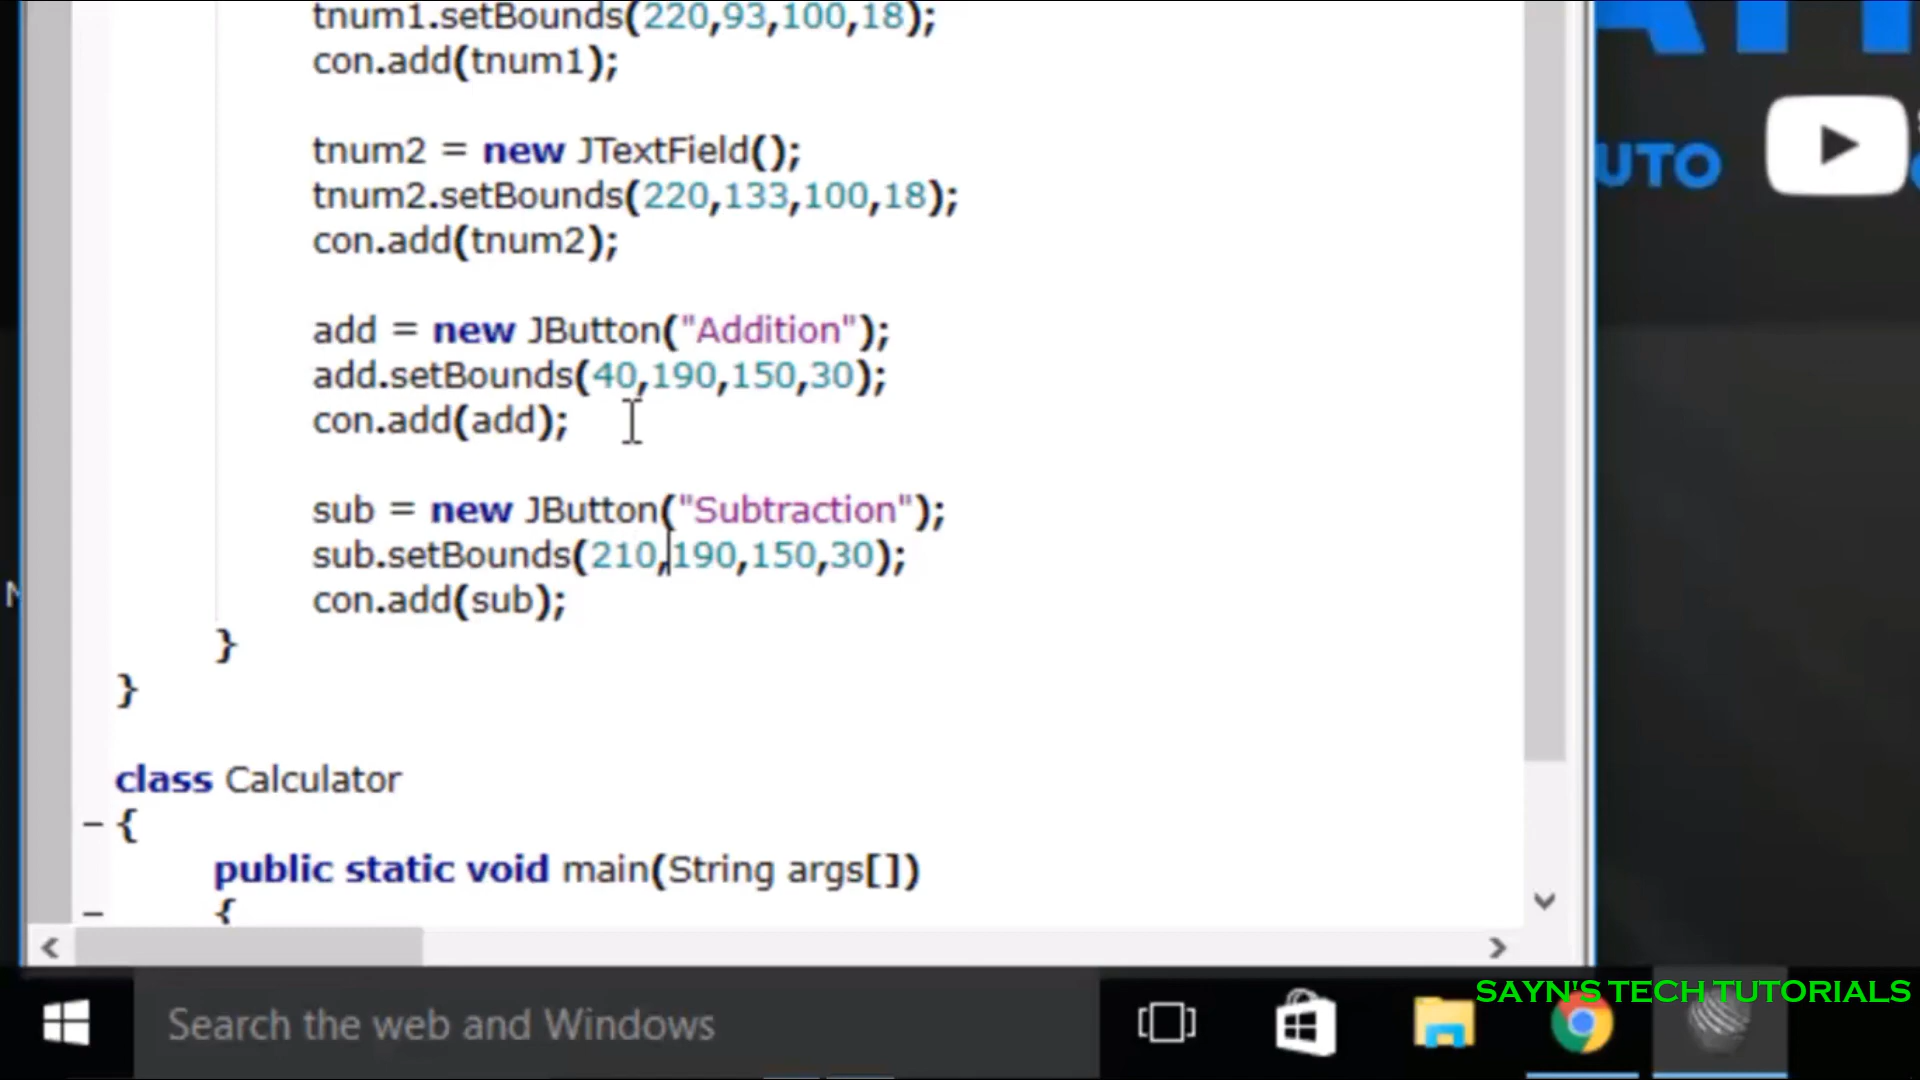 tnum1.setBounds(220,93,100,18);
con.add(tnum1);
tnum2 = new JTextField();
tnum2.setBounds(220,133,100,18);
con.add(tnum2);
add = new JButton("Addition");
add.setBounds(40,190,150,30);
con.add(add);
sub = new JButton("Subtraction");
sub.setBounds(210,190,150,30);
con.add(sub);
}
}
class Calculator
{
public static void main(String args[])
{
UTO
Search the web and Windows
SAYN'S TECH TUTORIALS